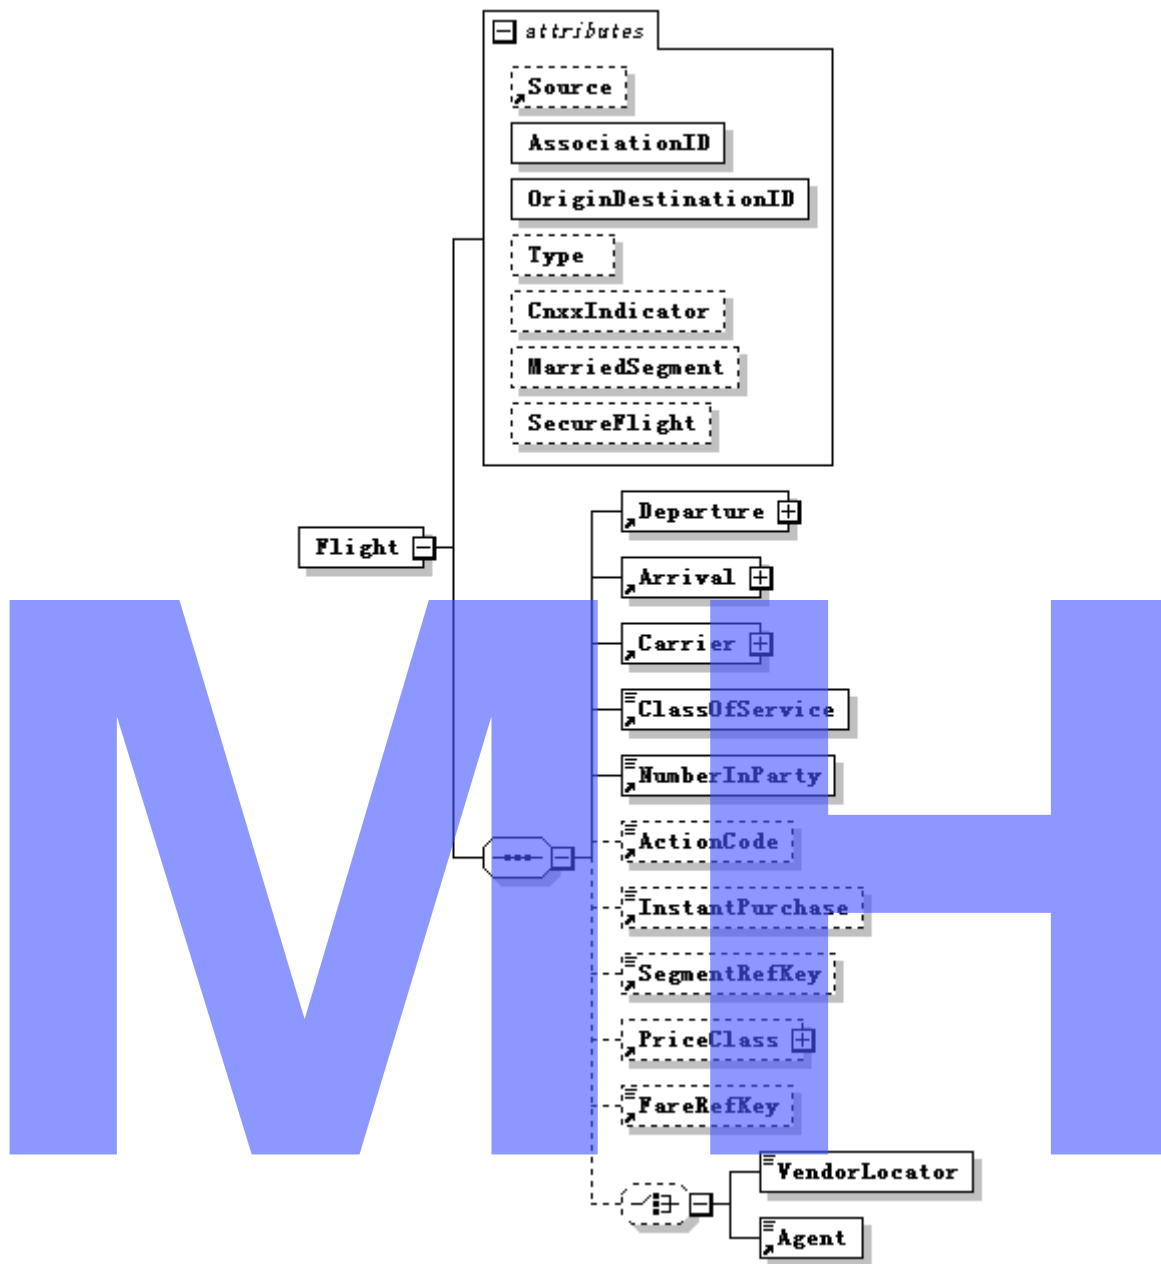 attributes
Source
AssociationID
OriginDestinationID
Type
CnxxIndicator
MarriedSegment
SecureFlight
Departure
Flight
Arrival
Carrier
ClassOfService
NumberInParty
ActionCode
InstantPurchase
SegmentRefKey
PriceClass
FareRefKey
VendorLocator
Agent
MH